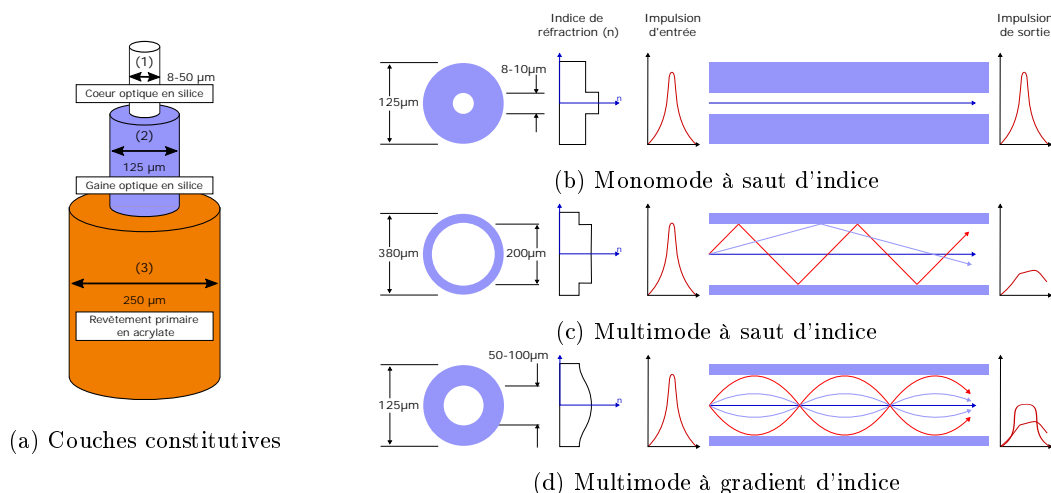 (1)
8-50 µm
Coeur optique en silice
(2)
125 µm
Gaine optique en silice
(3)
250 µm
Revêtement primaire
en acrylate
(a) Couches constitutives
Indice de
réfractrion (n)
Impulsion
d'entrée
Impulsion
de sortie
125µm
8-10µm
n
(b) Monomode à saut d'indice
380µm
200µm
n
(c) Multimode à saut d'indice
50-100µm
125µm
n
(d) Multimode à gradient d'indice